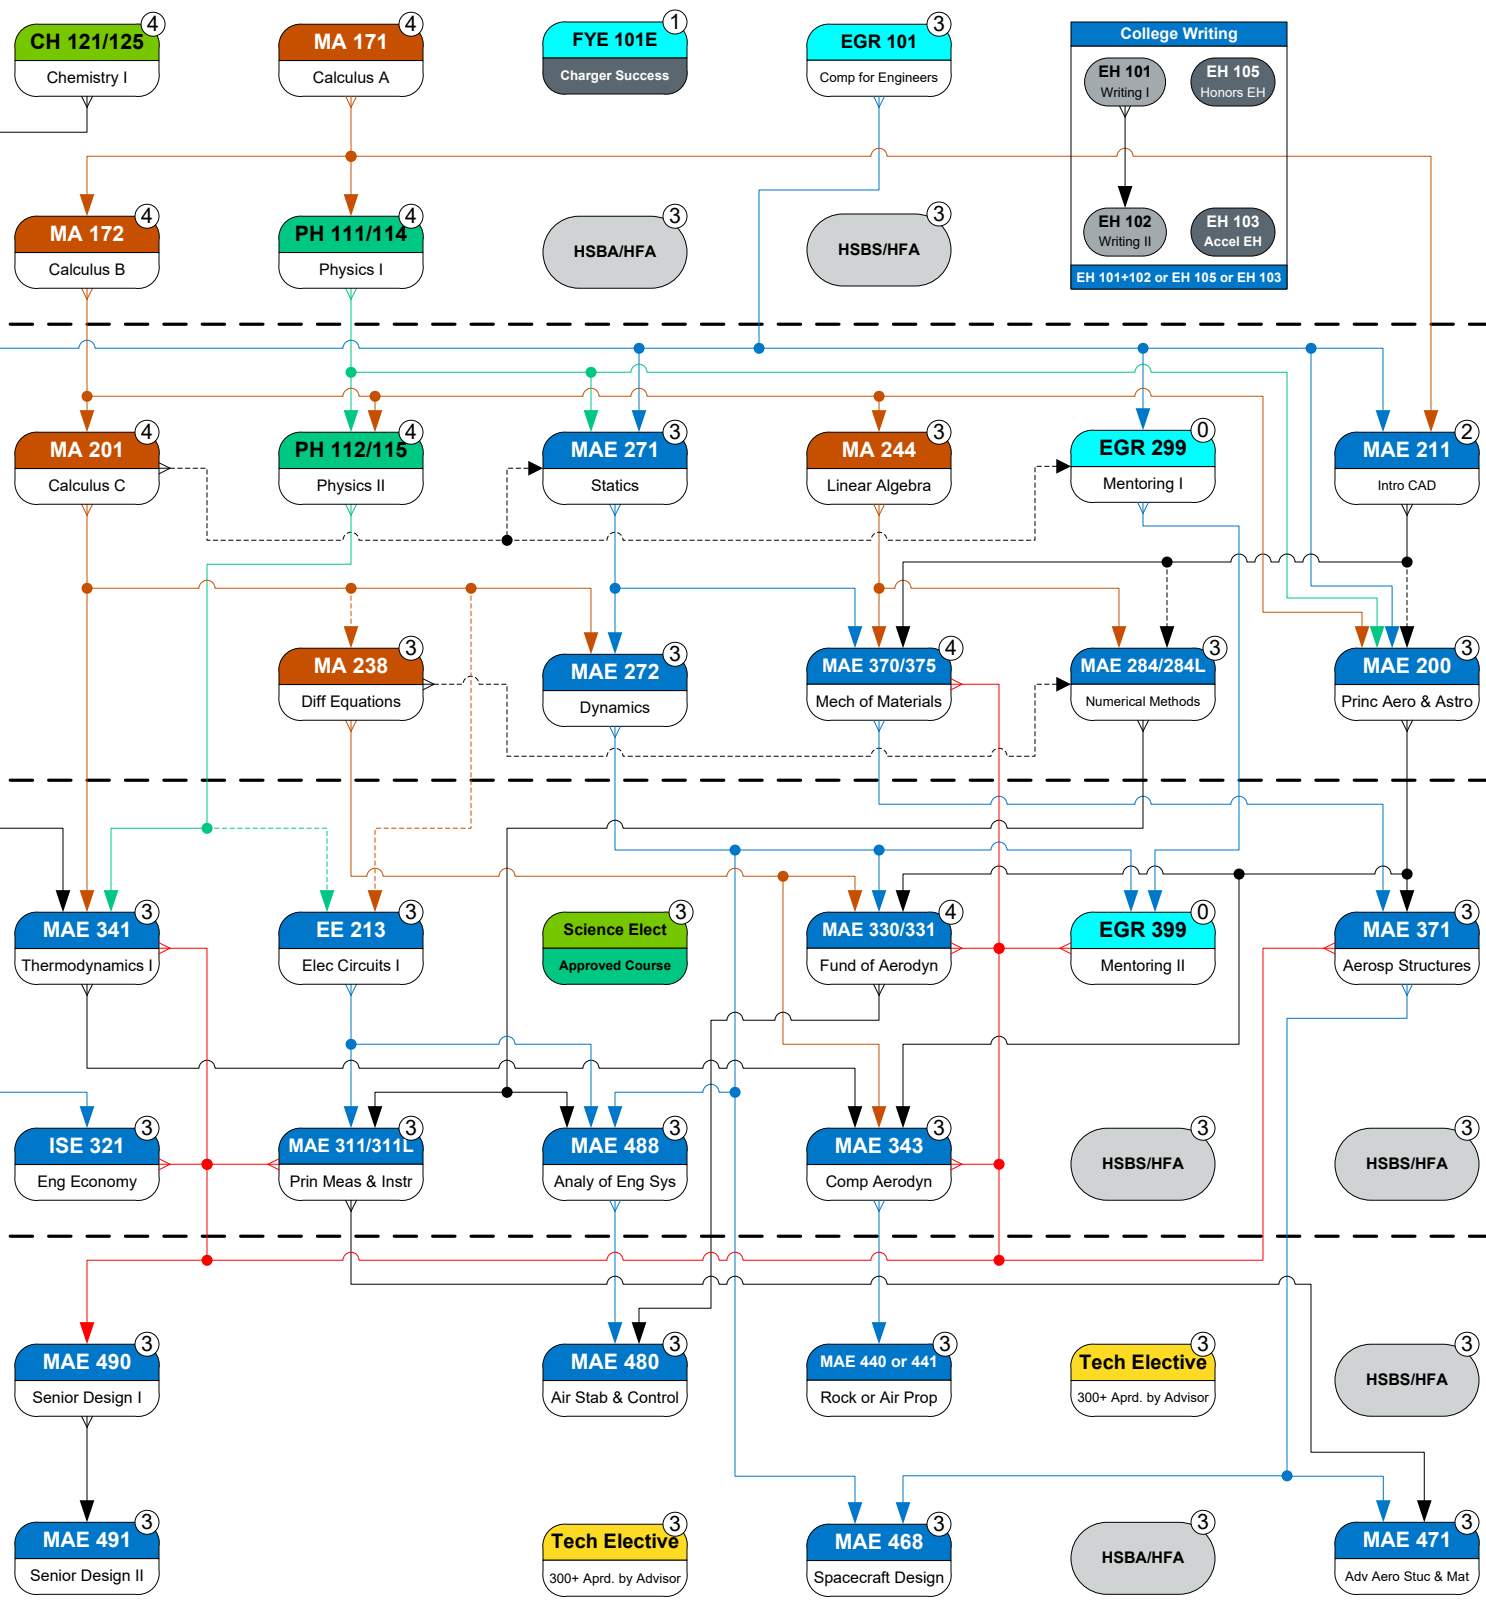 4
CH 121/125
Chemistry I
4
MA 171
Calculus A
1
FYE 101E
Charger Success
3
EGR 101
Comp for Engineers
College Writing
EH 101
Writing I
EH 105
Honors EH
EH 102
Writing II
EH 103
Accel EH
EH 101+102 or EH 105 or EH 103
4
MA 172
Calculus B
4
PH 111/114
Physics I
3
HSBA/HFA
3
HSBS/HFA
4
MA 201
Calculus C
4
PH 112/115
Physics II
3
MAE 271
Statics
3
MA 244
Linear Algebra
0
EGR 299
Mentoring I
2
MAE 211
Intro CAD
3
MA 238
Diff Equations
3
MAE 272
Dynamics
4
MAE 370/375
Mech of Materials
3
MAE 284/284L
Numerical Methods
3
MAE 200
Princ Aero & Astro
3
MAE 341
Thermodynamics I
3
EE 213
Elec Circuits I
3
Science Elect
Approved Course
4
MAE 330/331
Fund of Aerodyn
0
EGR 399
Mentoring II
3
MAE 371
Aerosp Structures
3
ISE 321
Eng Economy
3
MAE 311/311L
Prin Meas & Instr
3
MAE 488
Analy of Eng Sys
3
MAE 343
Comp Aerodyn
3
HSBS/HFA
3
HSBS/HFA
3
MAE 490
Senior Design I
3
MAE 480
Air Stab & Control
3
MAE 440 or 441
Rock or Air Prop
3
Tech Elective
300+ Aprd. by Advisor
3
HSBS/HFA
3
MAE 491
Senior Design II
3
Tech Elective
300+ Aprd. by Advisor
3
MAE 468
Spacecraft Design
3
HSBA/HFA
3
MAE 471
Adv Aero Stuc & Mat